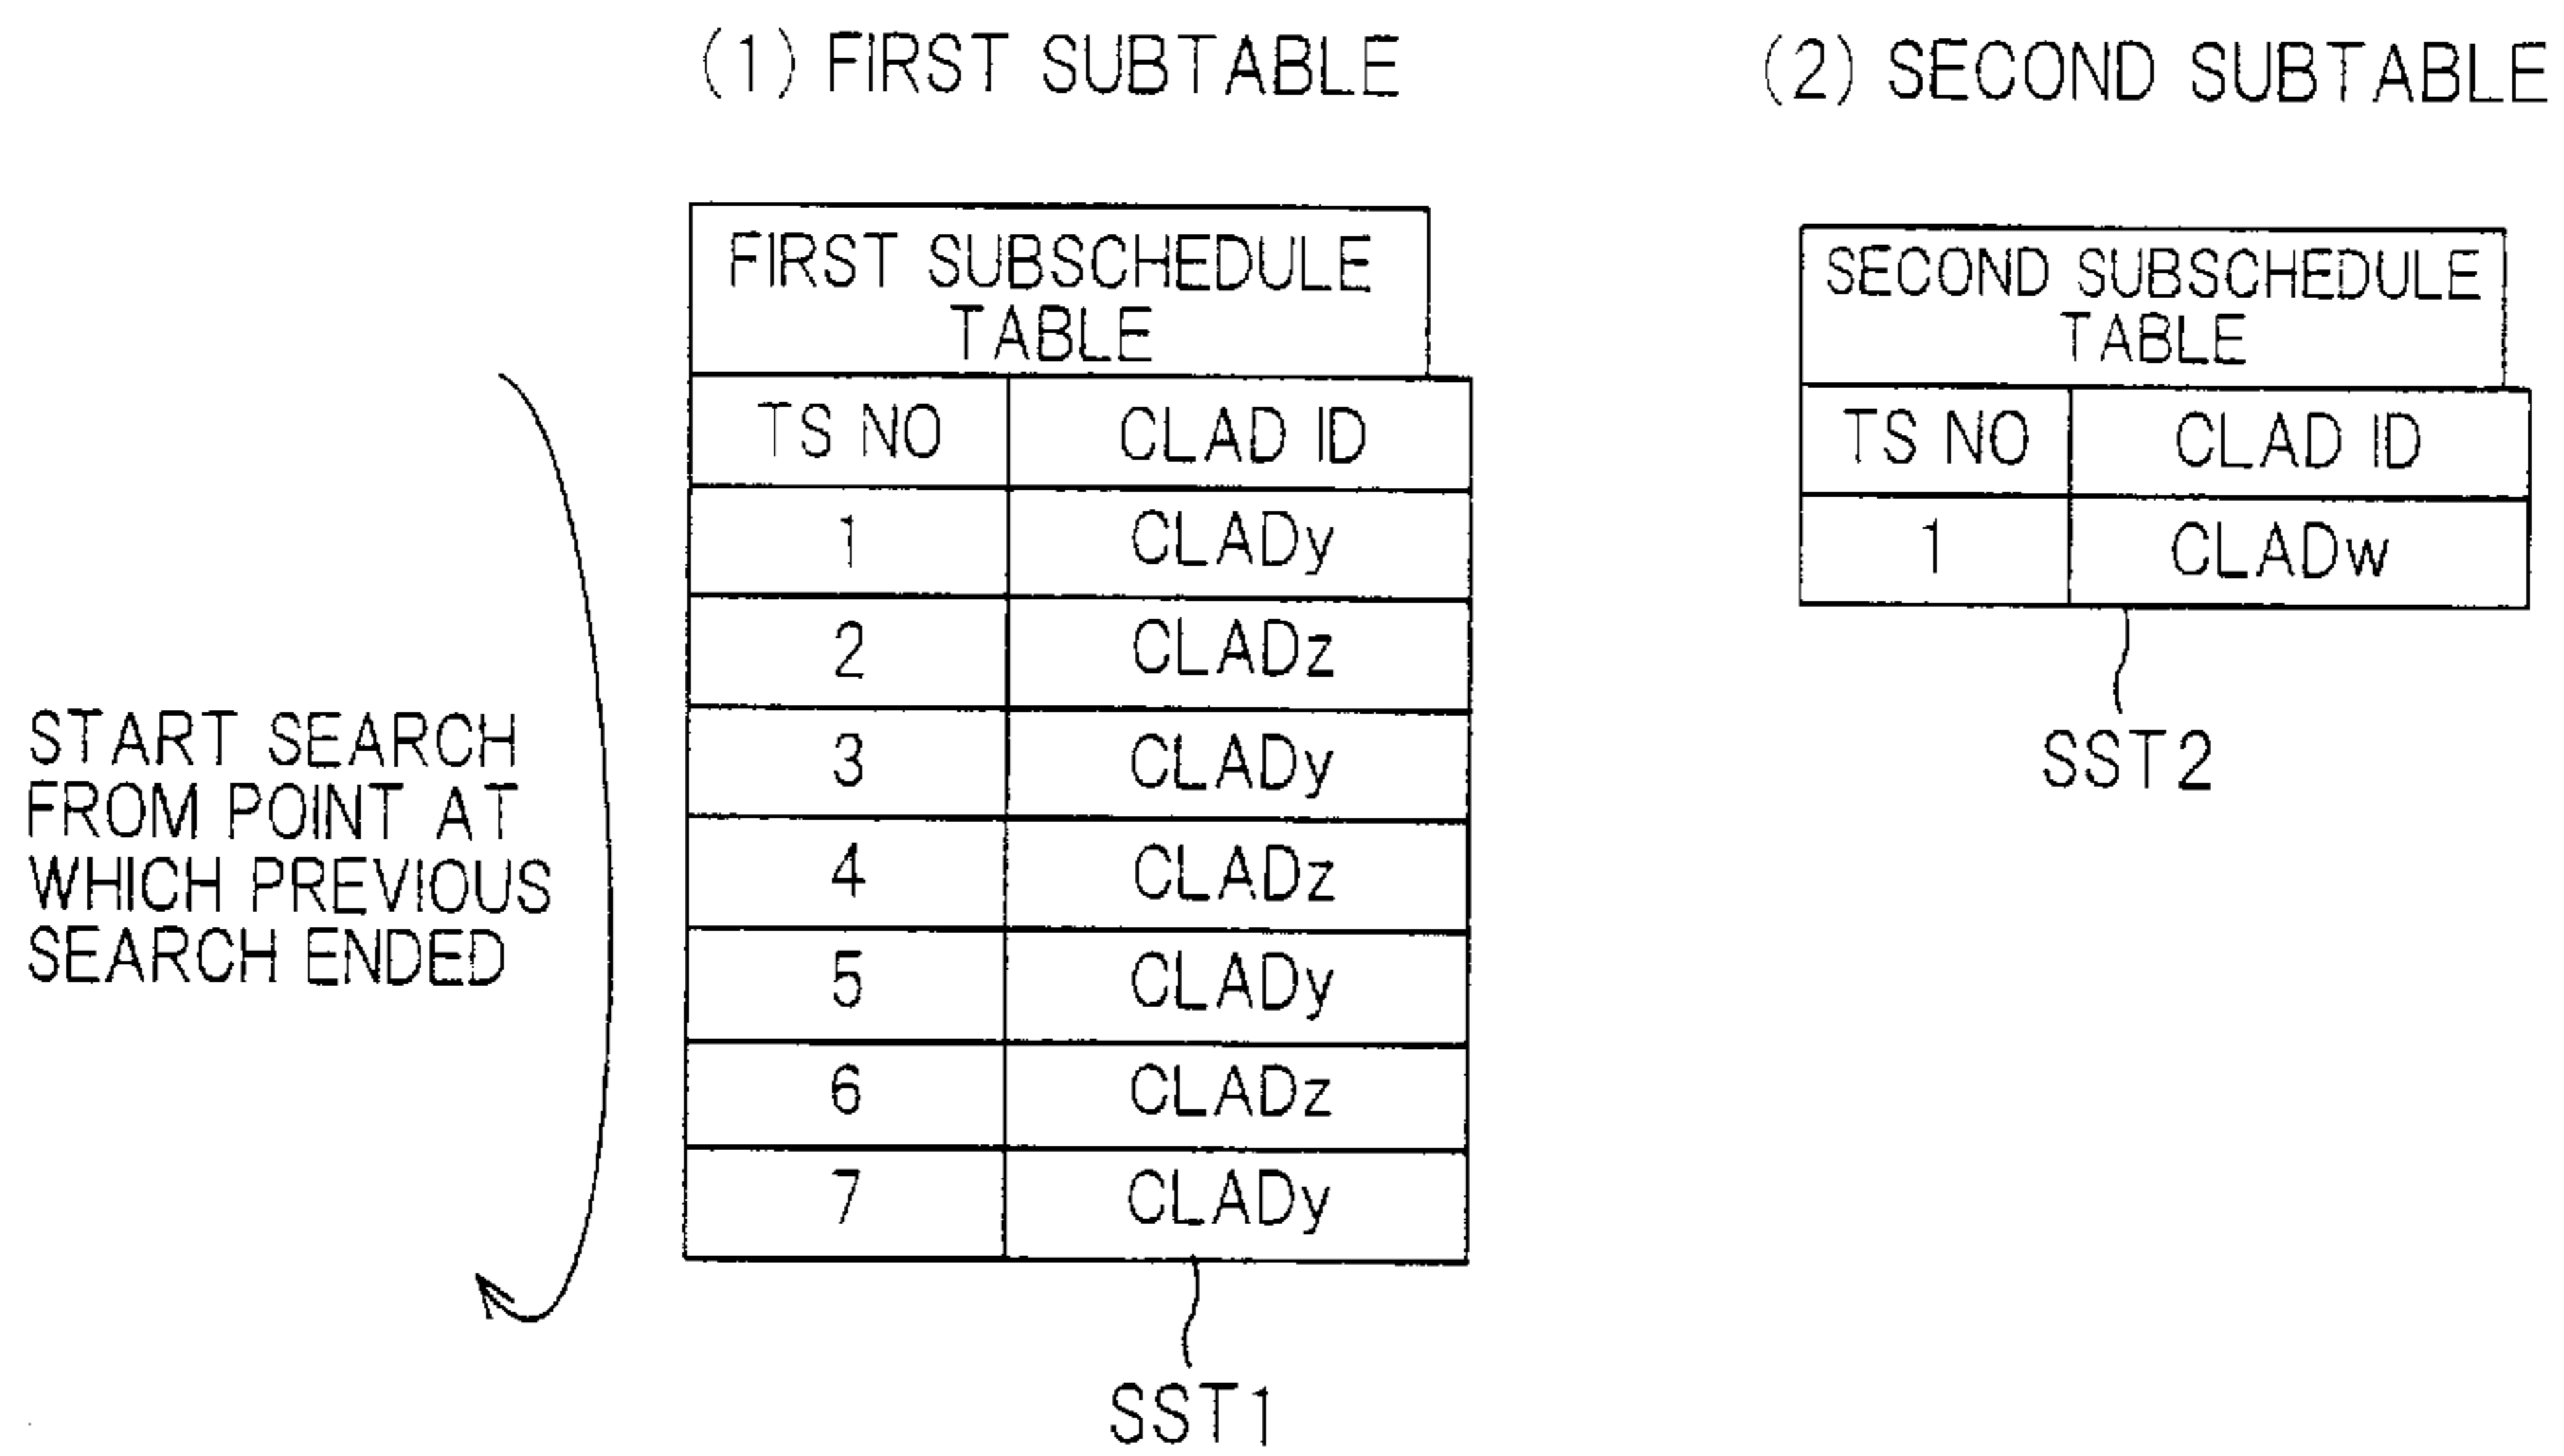 (1) FIRST SUBTABLE
FIRST SUBSCHEDULE
TABLE
TS NO CLAD ID
1 CLADy
2 CLADz
3 CLADy
4 CLADz
5 CLADy
6 CLADz
7 CLADy
SST1
START SEARCH
FROM POINT AT
WHICH PREVIOUS
SEARCH ENDED
(2) SECOND SUBTABLE
SECOND SUBSCHEDULE
TABLE
TS NO CLAD ID
1 CLADw
SST2